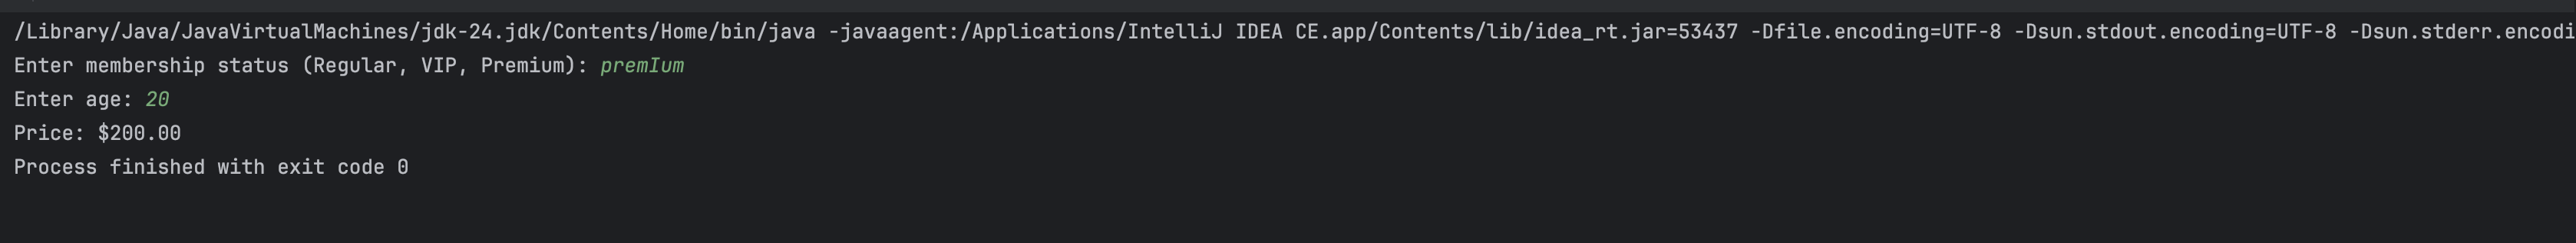 /Library/Java/JavaVirtualMachines/jdk-24.jdk/Contents/Home/bin/java -javaagent:/Applications/IntelliJ IDEA CE.app/Contents/lib/idea_rt.jar=53437 -Dfile.encoding=UTF-8 -Dsun.stdout.encoding=UTF-8 -Dsun.stderr.encodi
Enter membership status (Regular, VIP, Premium): premIum
Enter age: 20
Price: $200.00
Process finished with exit code 0